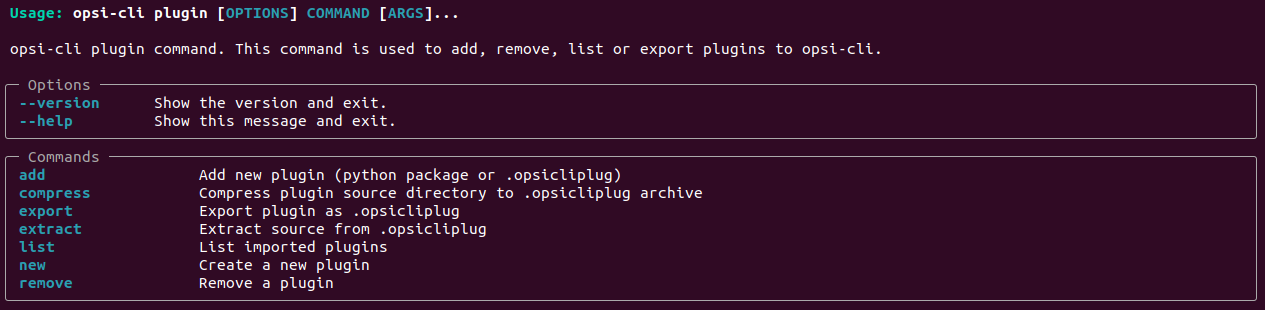 Usage: opsi-cli plugin [OPTIONS] COMMAND [ARGS]...
opsi-cli plugin command. This command is used to add, remove, list or export plugins to opsi-cli.
Options
--version Show the version and exit.
--help Show this message and exit.
Commands
add Add new plugin (python package or .opsicliplug)
compress Compress plugin source directory to .opsicliplug archive
export Export plugin as .opsicliplug
extract Extract source from .opsicliplug
list List imported plugins
new Create a new plugin
remove Remove a plugin